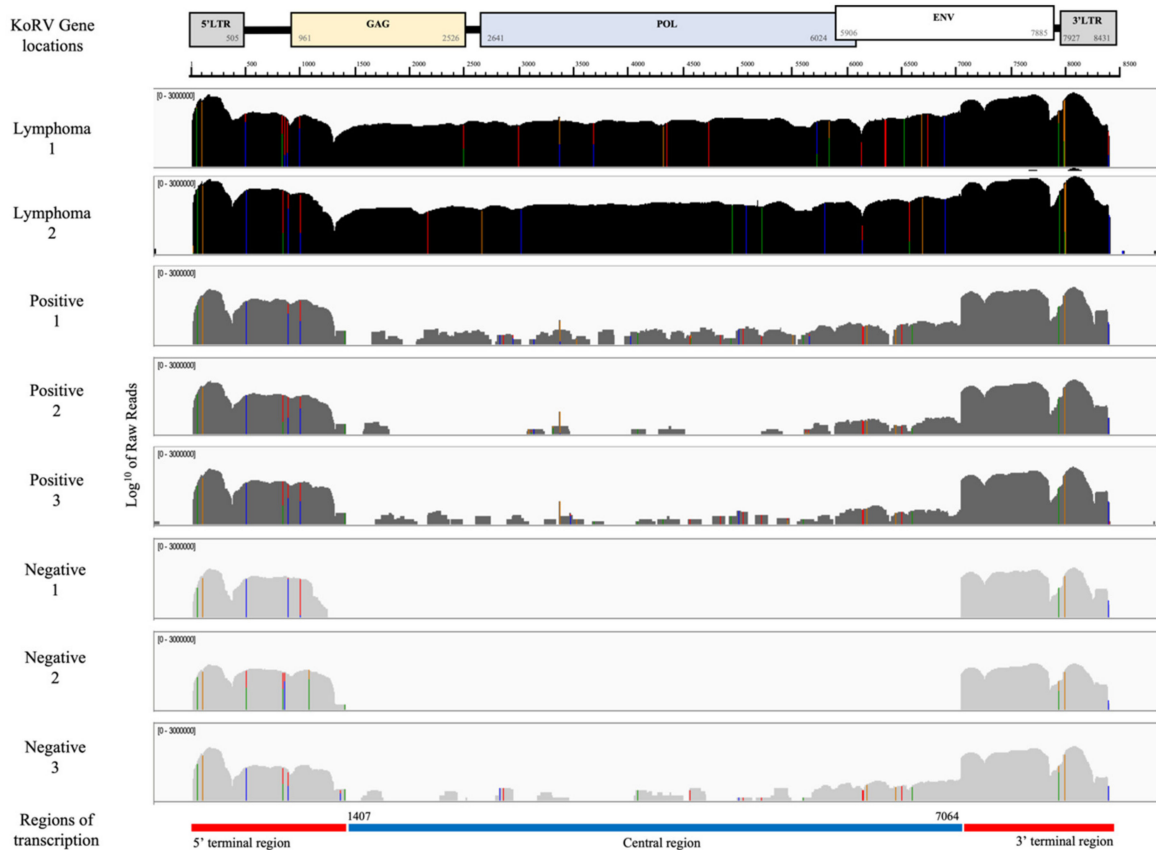 KoRV Gene
locations
5'LTR
505
GAG
961 2526
POL
2641 6024
ENV
5906 7885
3'LTR
7927 8431
0 500 1000 1500 2000 2500 3000 3500 4000 4500 5000 5500 6000 6500 7000 7500 8000 8500
Lymphoma
1
[0 - 3000000]
Lymphoma
2
[0 - 3000000]
Positive
1
[0 - 3000000]
Positive
2
[0 - 3000000]
Positive
3
[0 - 3000000]
Negative
1
[0 - 3000000]
Negative
2
[0 - 3000000]
Negative
3
[0 - 3000000]
Log10 of Raw Reads
Regions of
transcription
1407 7064
5' terminal region Central region 3' terminal region